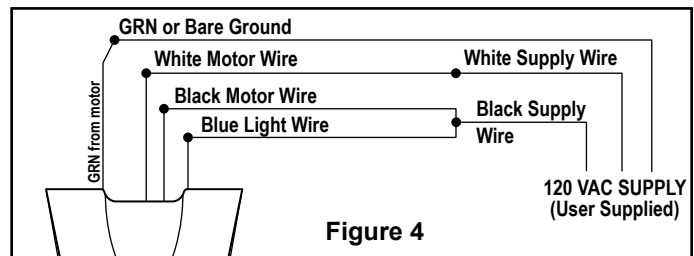 GRN or Bare Ground
White Motor Wire
White Supply Wire
Black Motor Wire
Black Supply
Wire
Blue Light Wire
GRN from motor
120 VAC SUPPLY
(User Supplied)
Figure 4